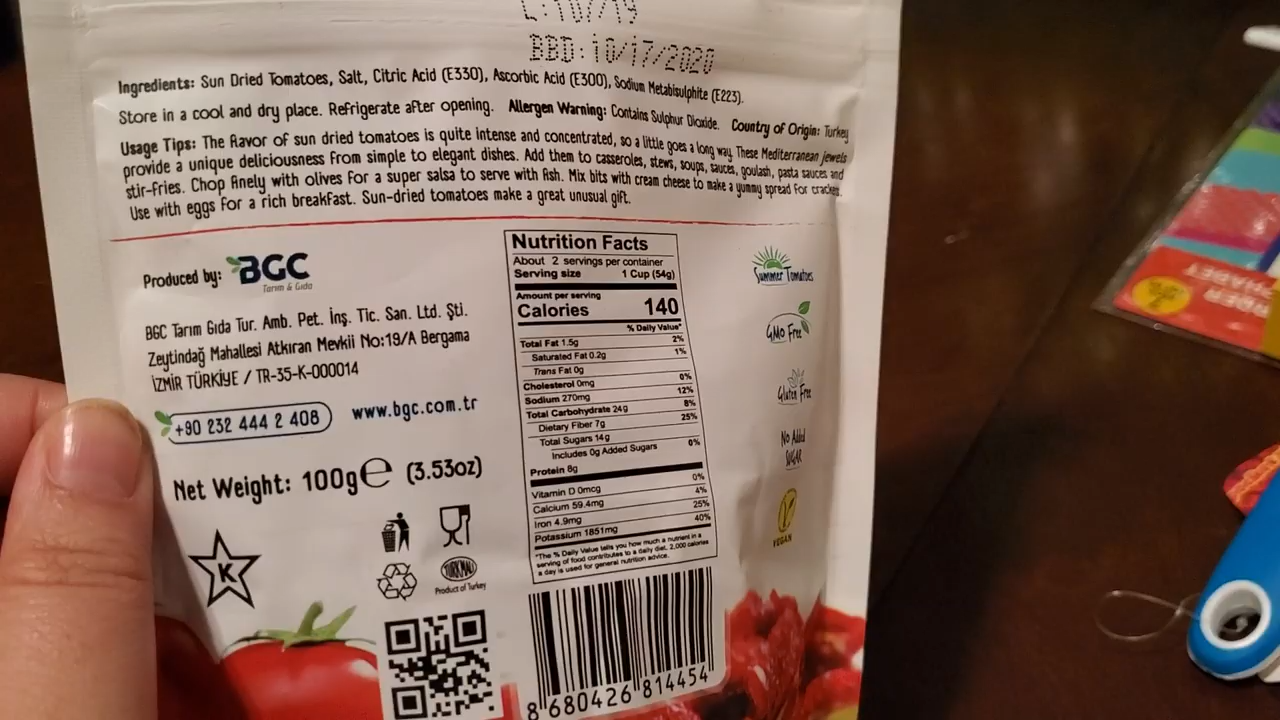 L:10/19
BBD:10/17/2020
Ingredients: Sun Dried Tomatoes, Salt, Citric Acid (E330), Ascorbic Acid (E300), Sodium Metabisulphite (E223).
Store in a cool and dry place. Refrigerate after opening. Allergen Warning: Contains Sulphur Dioxide. Country of Origin: Turkey
Usage Tips: The flavor of sun dried tomatoes is quite intense and concentrated, so a little goes a long way. These Mediterranean jewels
provide a unique deliciousness from simple to elegant dishes. Add them to casseroles, stews, soups, sauces, goulash, pasta sauces and
stir-fries. Chop finely with olives for a super salsa to serve with fish. Mix bits with cream cheese to make a yummy spread for crackers.
Use with eggs for a rich breakfast. Sun-dried tomatoes make a great unusual gift.
Produced by: BGC
Tarım & Gıda
BGC Tarım Gıda Tur. Amb. Pet. İnş. Tic. San. Ltd. Şti.
Zeytindağ Mahallesi Atkıran Mevkii No:19/A Bergama
İZMİR TÜRKİYE / TR-35-K-000014
+90 232 444 2 408
www.bgc.com.tr
Net Weight: 100g e (3.53oz)
K
TURKISH
Product of Turkey
Nutrition Facts
About 2 servings per container
Serving size 1 Cup (54g)
Amount per serving
Calories 140
% Daily Value*
Total Fat 1.5g 2%
Saturated Fat 0.2g 1%
Trans Fat 0g
Cholesterol 0mg 0%
Sodium 270mg 12%
Total Carbohydrate 24g 8%
Dietary Fiber 7g 25%
Total Sugars 14g
Includes 0g Added Sugars 0%
Protein 8g
Vitamin D 0mcg 0%
Calcium 59.4mg 4%
Iron 4.9mg 25%
Potassium 1851mg 40%
*The % Daily Value tells you how much a nutrient in a
serving of food contributes to a daily diet. 2,000 calories
a day is used for general nutrition advice.
Summer Tomatoes
GMO Free
Gluten Free
No Added
SUGAR
VEGAN
8 680426 814454